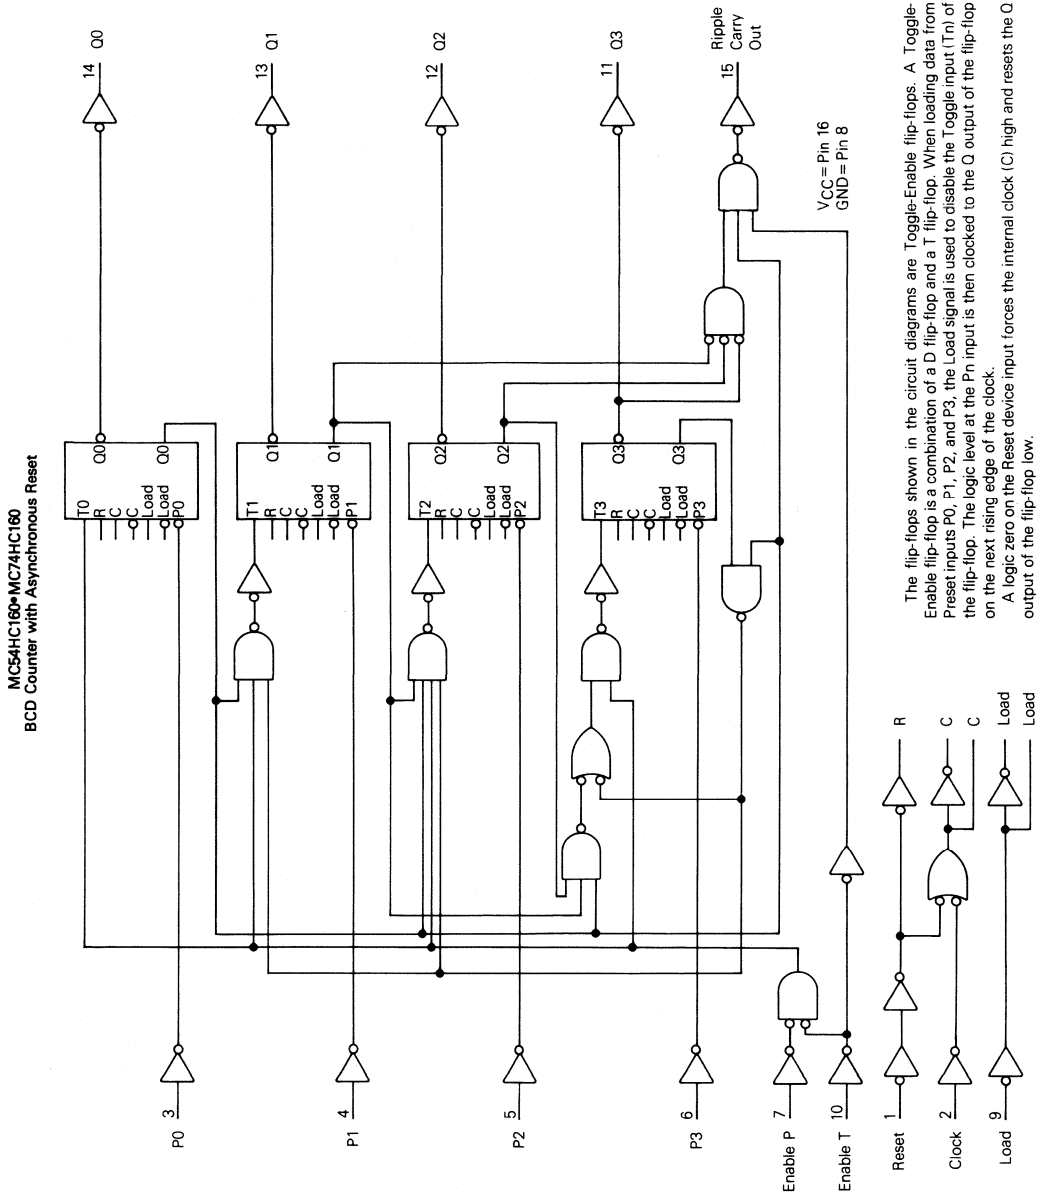 MC54HC160•MC74HC160
BCD Counter with Asynchronous Reset
14 Q0
13 Q1
12 Q2
11 Q3
15 Ripple
Carry
Out
VCC = Pin 16
GND = Pin 8
Q0
Q0
T0
R
C
C
Load
Load
P0
Q1
Q1
T1
R
C
C
Load
Load
P1
Q2
Q2
T2
R
C
C
Load
Load
P2
Q3
Q3
T3
R
C
C
Load
Load
P3
P0 3
P1 4
P2 5
P3 6
Enable P 7
Enable T 10
Reset 1
Clock 2
Load 9
R
C
C
Load
Load
The flip-flops shown in the circuit diagrams are Toggle-Enable flip-flops. A Toggle-
Enable flip-flop is a combination of a D flip-flop and a T flip-flop. When loading data from
Preset inputs P0, P1, P2, and P3, the Load signal is used to disable the Toggle input (Tn) of
the flip-flop. The logic level at the Pn input is then clocked to the Q output of the flip-flop
on the next rising edge of the clock.
A logic zero on the Reset device input forces the internal clock (C) high and resets the Q
output of the flip-flop low.